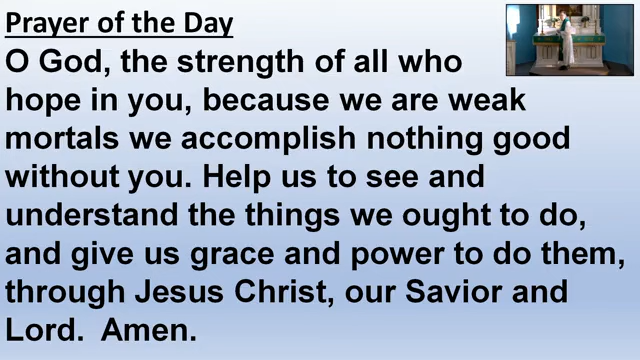 Prayer of the Day
O God, the strength of all who
hope in you, because we are weak
mortals we accomplish nothing good
without you. Help us to see and
understand the things we ought to do,
and give us grace and power to do them,
through Jesus Christ, our Savior and
Lord.  Amen.